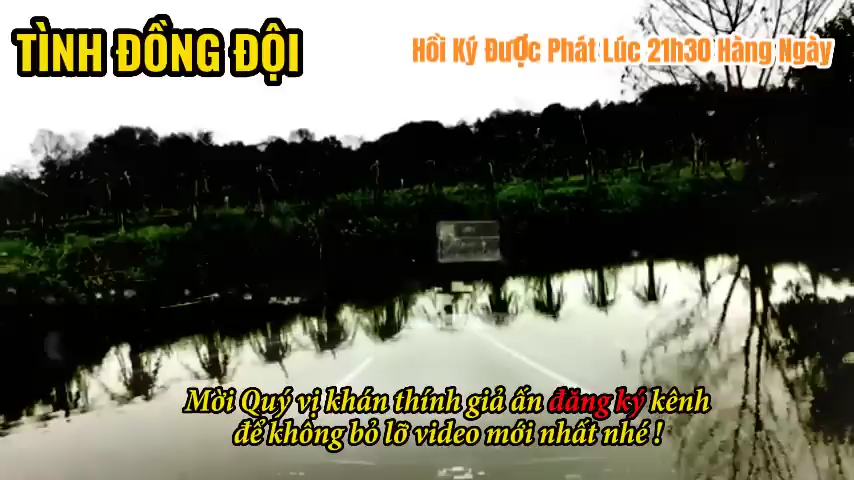 TÌNH ĐỒNG ĐỘI
Hồi Ký Được Phát Lúc 21h30 Hàng Ngày
Mời Quý vị khán thính giả ấn đăng ký kênh
để không bỏ lỡ video mới nhất nhé !